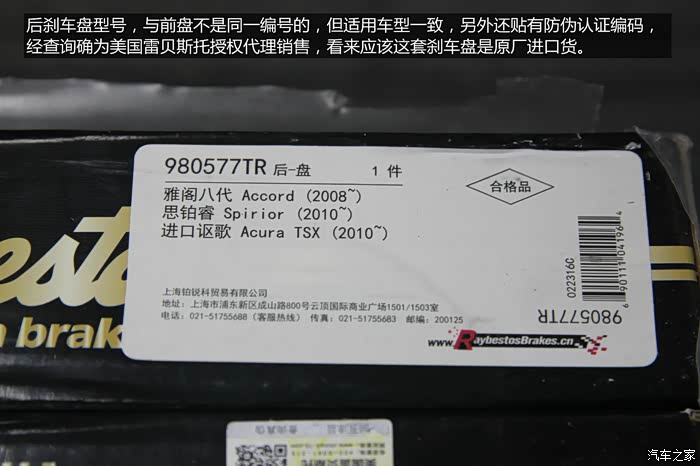 后刹车盘型号，与前盘不是同一编号的，但适用车型一致，另外还贴有防伪认证编码，
经查询确为美国雷贝斯托授权代理销售，看来应该这套刹车盘是原厂进口货。
980577TR 后-盘 1 件
合格品
雅阁八代 Accord (2008~)
思铂睿 Spirior (2010~)
进口讴歌 Acura TSX (2010~)
上海铂锐科贸易有限公司
地址：上海市浦东新区成山路800号云顶国际商业广场1501/1503室
电话：021-51755688（客服热线） 传真：021-51755683 邮编：200125
www.RaybestosBrakes.cn
022316C
6901110419641
980577TR
brak
汽车之家